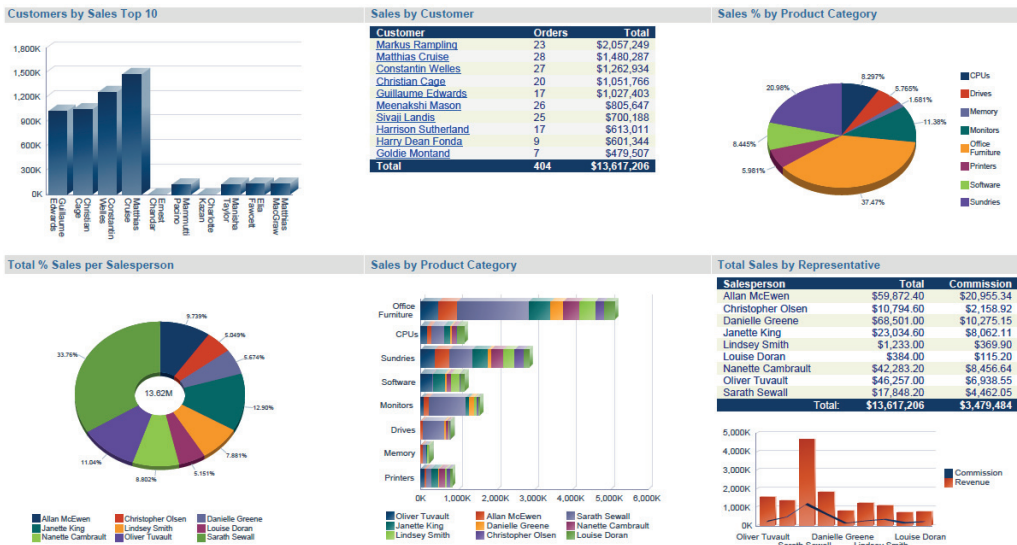 Customers by Sales Top 10
1,800K
1,500K
1,200K
900K
600K
300K
0K
Guillaume Edwards
Christian Cage
Constantin Welles
Matthias Cruise
Ernest Chandar
Mammutti Pacino
Charlotte Kazan
Manisha Taylor
Elia Fawcett
Matthias MacGraw
Sales by Customer
Customer Orders Total
Markus Rampling 23 $2,057,249
Matthias Cruise 28 $1,480,287
Constantin Welles 27 $1,262,934
Christian Cage 20 $1,051,766
Guillaume Edwards 17 $1,027,403
Meenakshi Mason 26 $805,647
Sivaji Landis 25 $700,188
Harrison Sutherland 17 $613,011
Harry Dean Fonda 9 $601,344
Goldie Montand 7 $479,507
Total 404 $13,617,206
Sales % by Product Category
8.297%
5.765%
1.681%
11.38%
37.47%
5.981%
8.445%
20.98%
CPUs
Drives
Memory
Monitors
Office
Furniture
Printers
Software
Sundries
Total % Sales per Salesperson
9.739%
5.049%
5.674%
12.90%
7.881%
5.151%
8.802%
11.04%
33.76%
13.62M
Allan McEwen Christopher Olsen Danielle Greene
Janette King Lindsey Smith Louise Doran
Nanette Cambrault Oliver Tuvault Sarath Sewall
Sales by Product Category
Office
Furniture
CPUs
Sundries
Software
Monitors
Drives
Memory
Printers
0K 1,000K 2,000K 3,000K 4,000K 5,000K 6,000K
Oliver Tuvault Allan McEwen Sarath Sewall
Janette King Danielle Greene Nanette Cambrault
Lindsey Smith Christopher Olsen Louise Doran
Total Sales by Representative
Salesperson Total Commission
Allan McEwen $59,872.40 $20,955.34
Christopher Olsen $10,794.60 $2,158.92
Danielle Greene $68,501.00 $10,275.15
Janette King $23,034.60 $8,062.11
Lindsey Smith $1,233.00 $369.90
Louise Doran $384.00 $115.20
Nanette Cambrault $42,283.20 $8,456.64
Oliver Tuvault $46,257.00 $6,938.55
Sarath Sewall $17,848.20 $4,462.05
Total: $13,617,206 $3,479,484
5,000K
4,000K
3,000K
2,000K
1,000K
0K
Commission
Revenue
Oliver Tuvault Danielle Greene Louise Doran
Sarath Sewall Lindsey Smith